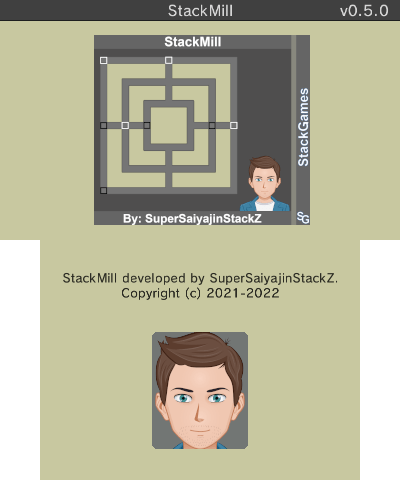 StackMill v0.5.0
StackMill
StackGames
By: SuperSaiyajinStackZ
SG
StackMill developed by SuperSaiyajinStackZ.
Copyright (c) 2021-2022